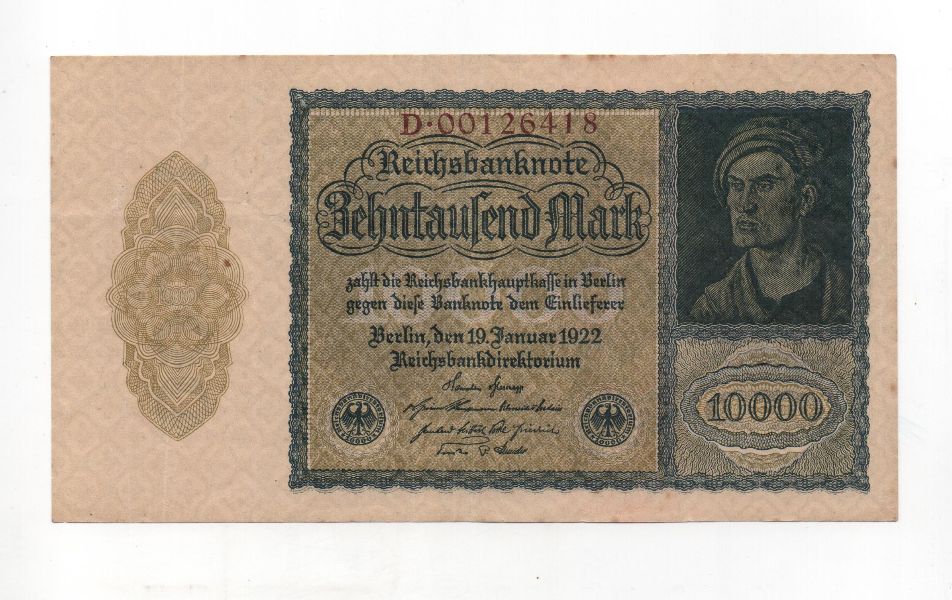 D·00126418
Reichsbanknote
Zehntausend Mark
zahlt die Reichsbankhauptkasse in Berlin
gegen diese Banknote dem Einlieferer
Berlin, den 19. Januar 1922
Reichsbankdirektorium
10000